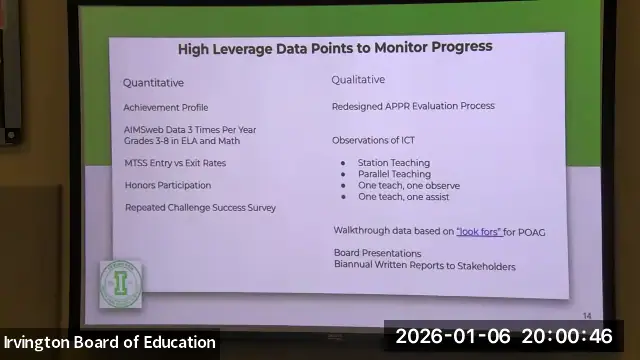 High Leverage Data Points to Monitor Progress
Quantitative
Achievement Profile
AIMSweb Data 3 Times Per Year
Grades 3-8 in ELA and Math
MTSS Entry vs Exit Rates
Honors Participation
Repeated Challenge Success Survey
Qualitative
Redesigned APPR Evaluation Process
Observations of ICT
● Station Teaching
● Parallel Teaching
● One teach, one observe
● One teach, one assist
Walkthrough data based on "look fors" for POAG
Board Presentations
Biannual Written Reports to Stakeholders
I
14
Irvington Board of Education
2026-01-06 20:00:46